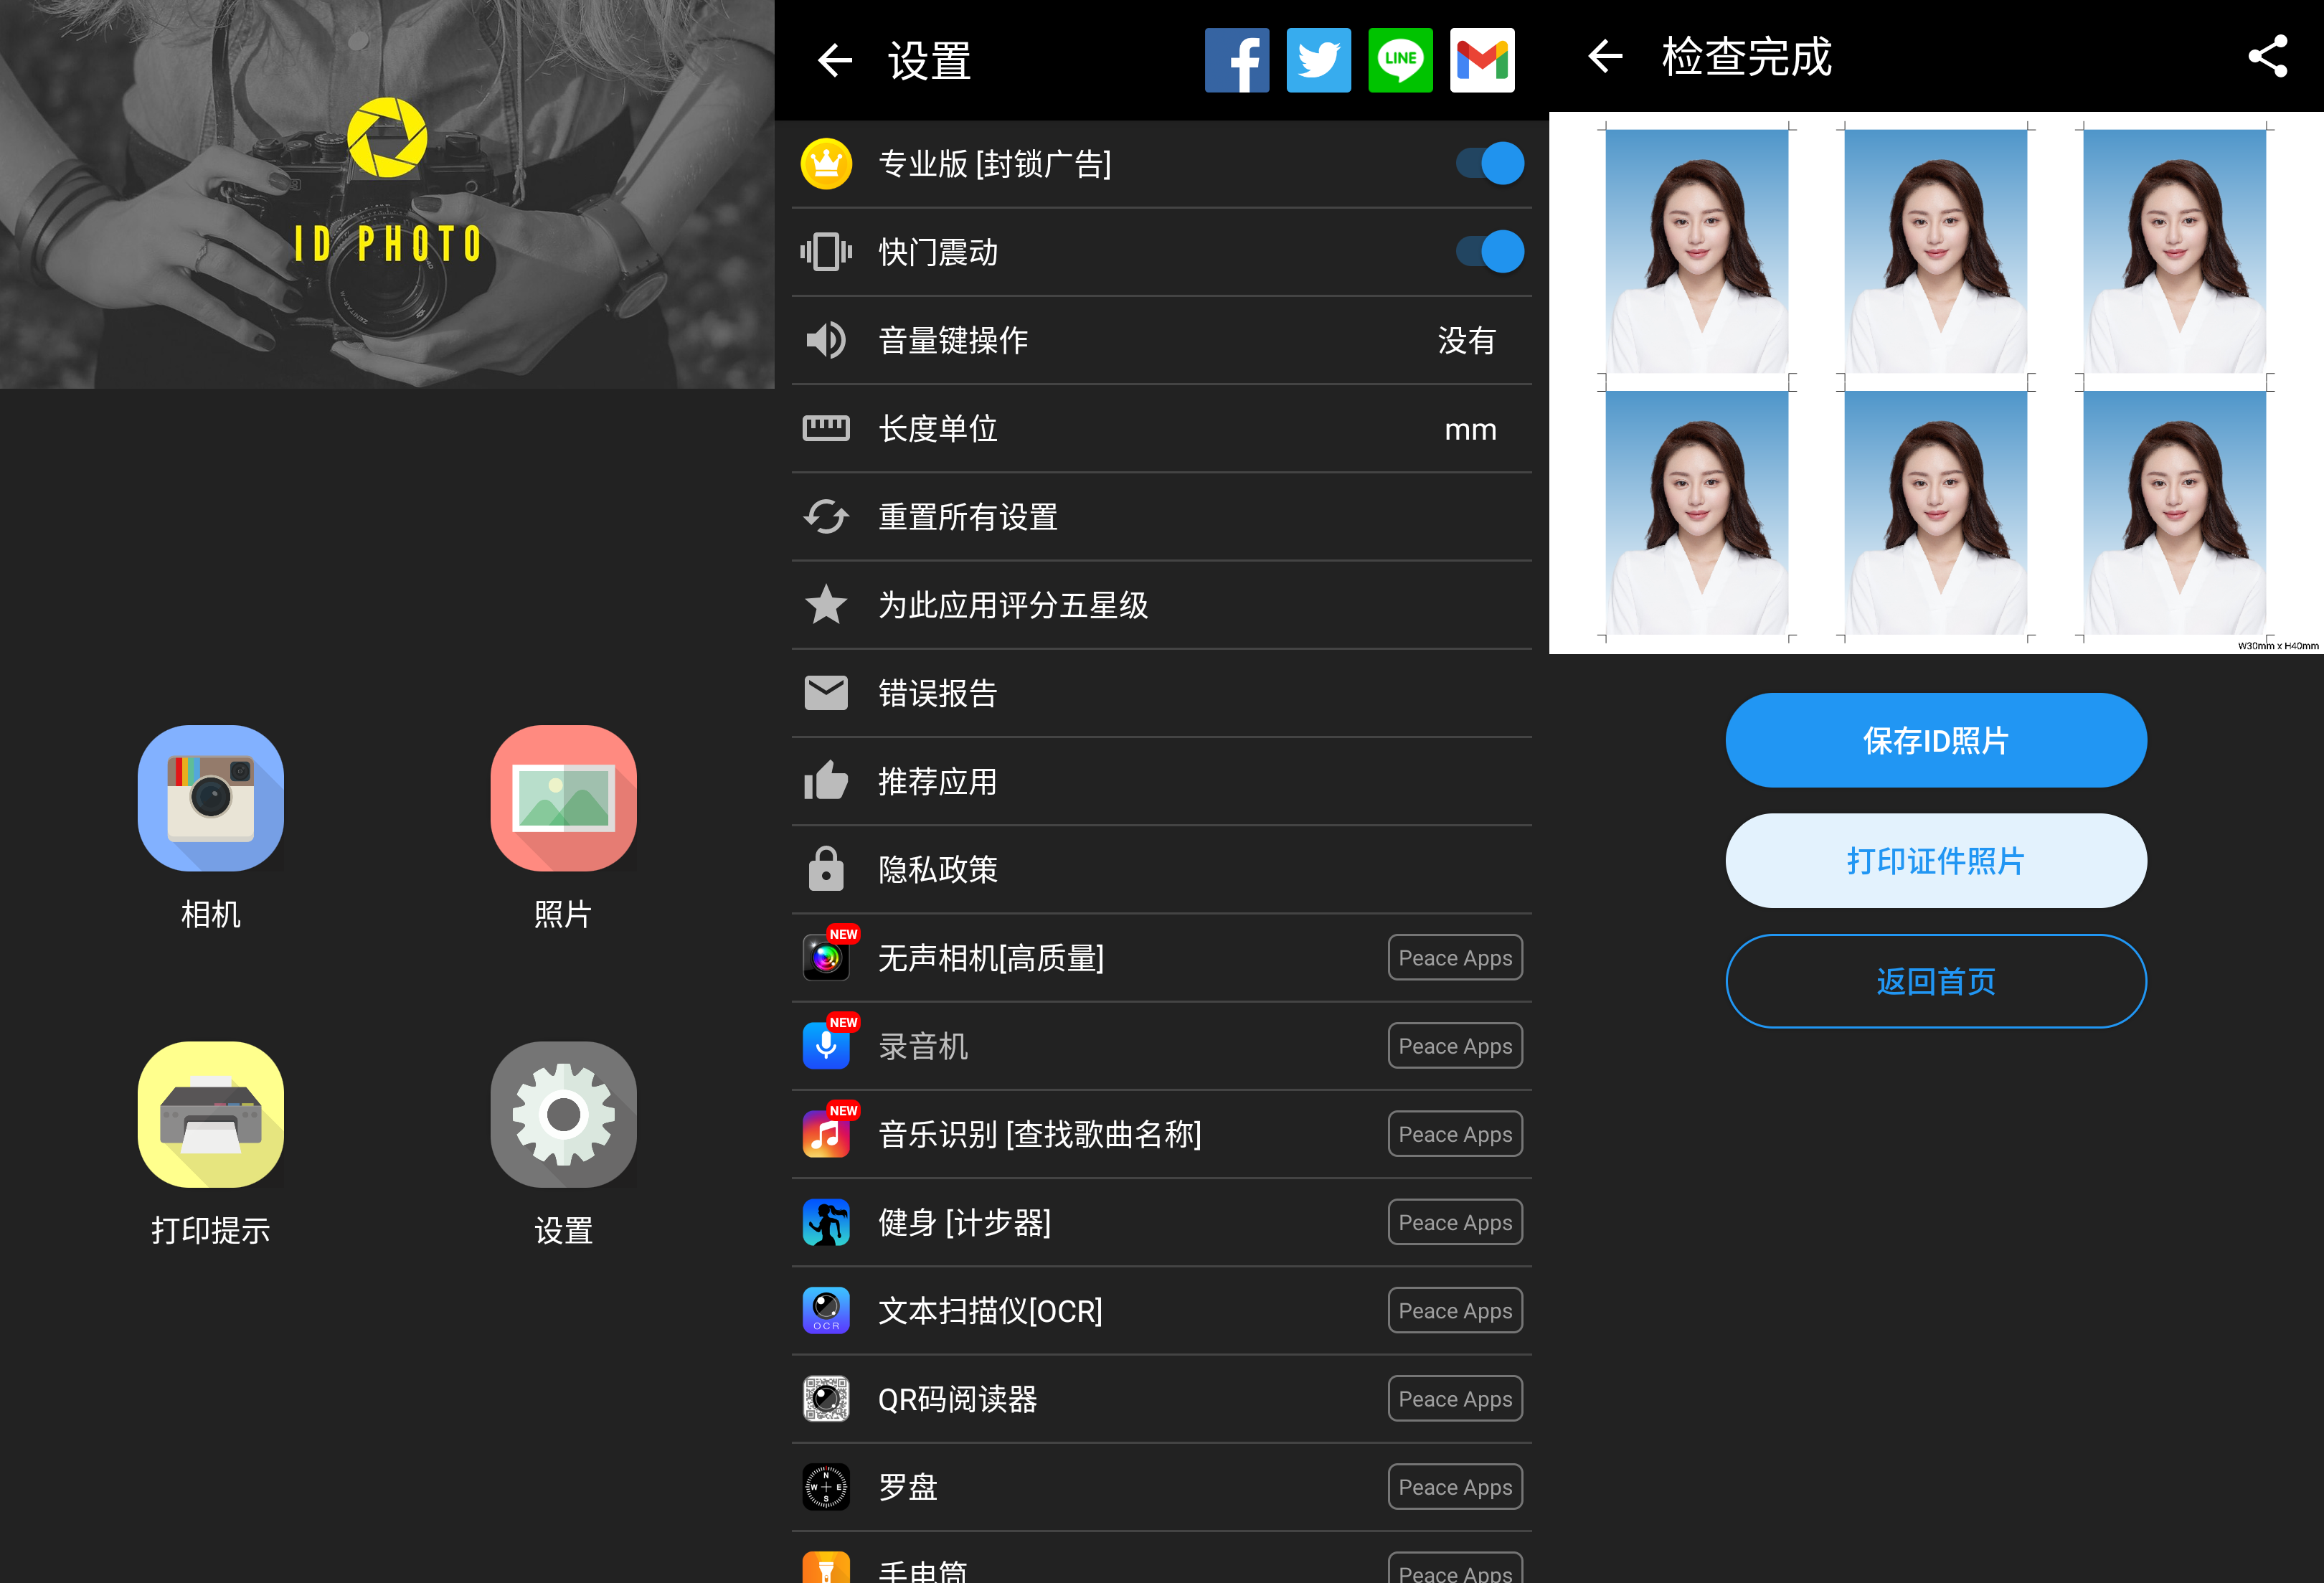 ID PHOTO
相机
照片
打印提示
设置
设置
LINE
专业版 [封锁广告]
快门震动
音量键操作 没有
长度单位 mm
重置所有设置
为此应用评分五星级
错误报告
推荐应用
隐私政策
NEW
无声相机[高质量] Peace Apps
NEW
录音机 Peace Apps
NEW
音乐识别 [查找歌曲名称] Peace Apps
健身 [计步器] Peace Apps
OCR
文本扫描仪[OCR] Peace Apps
QR码阅读器 Peace Apps
N
W E
S
罗盘 Peace Apps
手电筒 Peace Apps
检查完成
W30mm x H40mm
保存ID照片
打印证件照片
返回首页